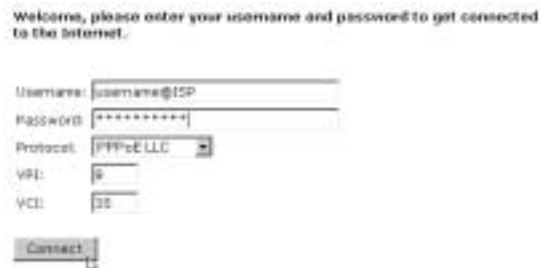 Welcome, please enter your username and password to get connected
to the Internet.
Username: username@ISP
Password: **********
Protocol: PPPoE LLC
VPI:
VCI: 35
Connect